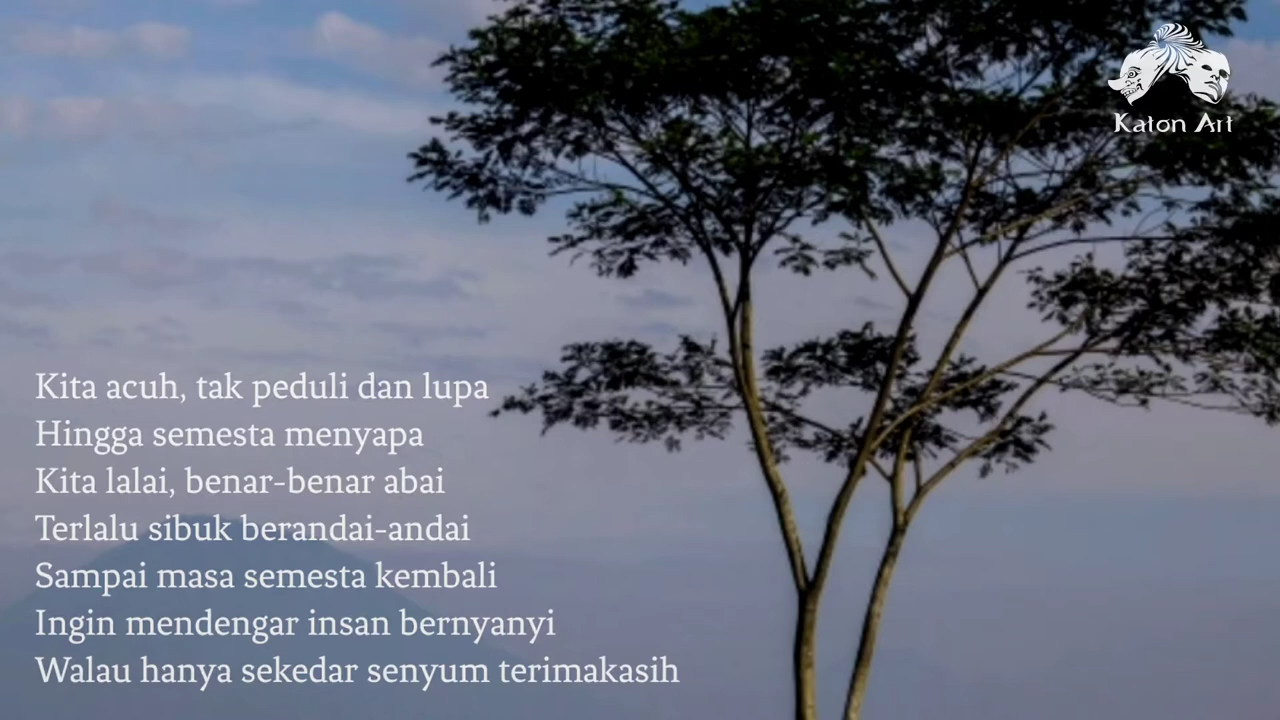 Katon Art
Kita acuh, tak peduli dan lupa
Hingga semesta menyapa
Kita lalai, benar-benar abai
Terlalu sibuk berandai-andai
Sampai masa semesta kembali
Ingin mendengar insan bernyanyi
Walau hanya sekedar senyum terimakasih